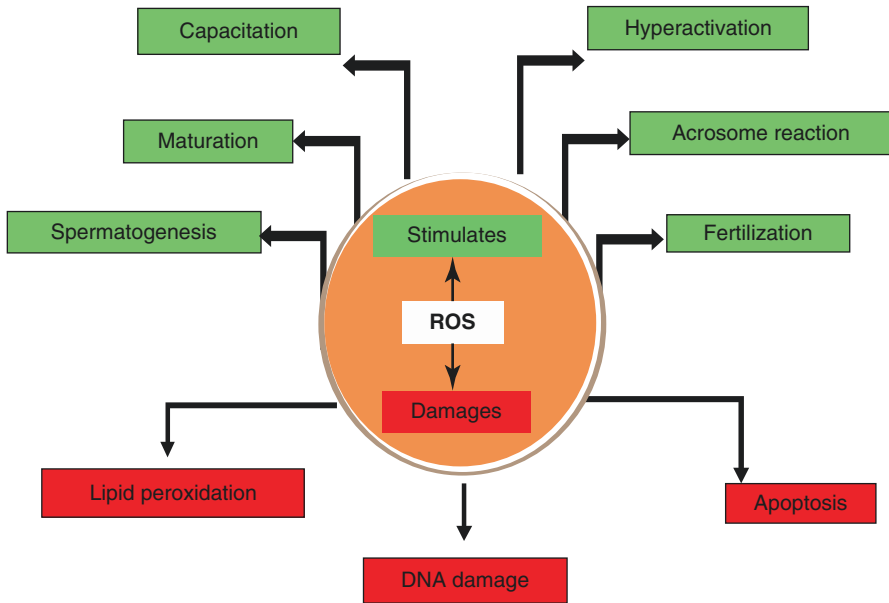 Capacitation
Hyperactivation
Maturation
Acrosome reaction
Spermatogenesis
Stimulates
Fertilization
ROS
Damages
Lipid peroxidation
Apoptosis
DNA damage